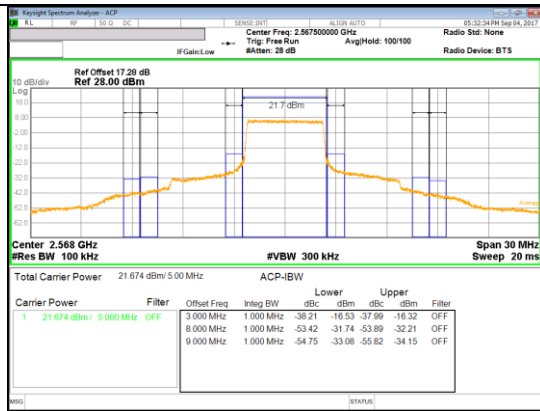 Keysight Spectrum Analyzer - ACP
RL RF 50 Ω DC SENSE:INT ALIGN AUTO 05:32:34 PM Sep 04, 2017
Center Freq: 2.567500000 GHz Radio Std: None
Trig: Free Run Avg|Hold: 100/100
IFGain:Low #Atten: 28 dB Radio Device: BTS
Ref Offset 17.28 dB
10 dB/div Ref 28.00 dBm
Log
18.0
8.00
-2.00
-12.0
-22.0
-32.0
-42.0
-52.0
-62.0
21.7 dBm
Average
Center 2.568 GHz Span 30 MHz
#Res BW 100 kHz #VBW 300 kHz Sweep 20 ms
Total Carrier Power 21.674 dBm/ 5.00 MHz ACP-IBW
Lower Upper
Carrier Power Filter Offset Freq Integ BW dBc dBm dBc dBm Filter
1 21.674 dBm / 5.000 MHz OFF 3.000 MHz 1.000 MHz -38.21 -16.53 -37.99 -16.32 OFF
8.000 MHz 1.000 MHz -53.42 -31.74 -53.89 -32.21 OFF
9.000 MHz 1.000 MHz -54.75 -33.08 -55.82 -34.15 OFF
MSG STATUS